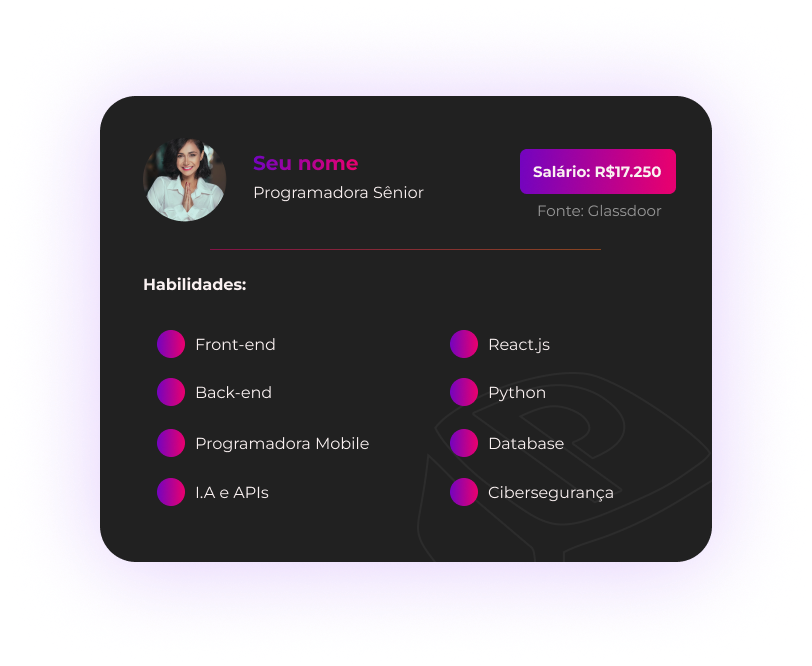 Seu nome
Programadora Sênior
Salário: R$17.250
Fonte: Glassdoor
Habilidades:
Front-end
React.js
Back-end
Python
Programadora Mobile
Database
I.A e APIs
Cibersegurança